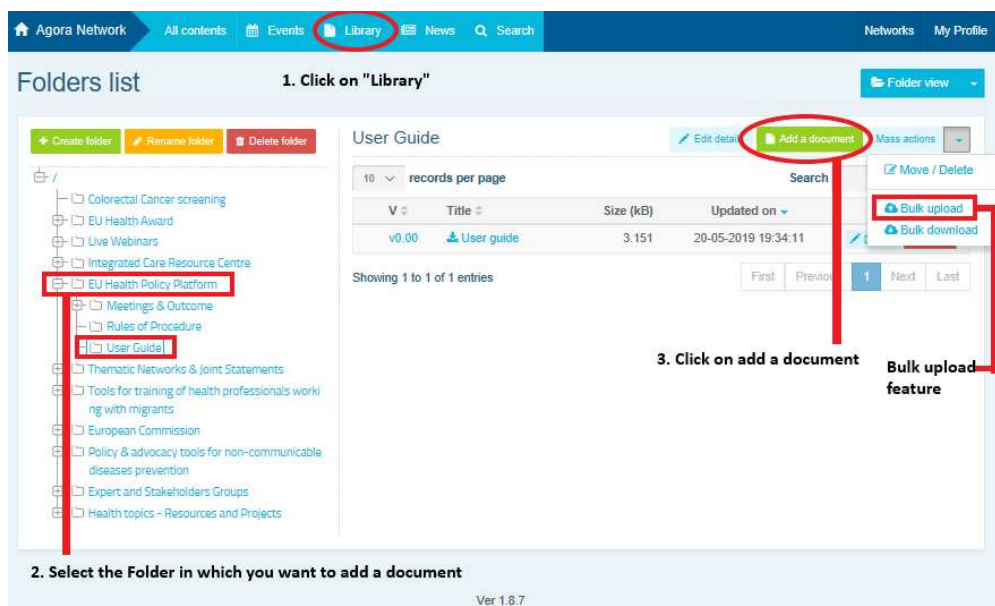 Agora Network All contents Events Library News Search Networks My Profile
Folders list
1. Click on "Library"
Folder view
Create folder Rename folder Delete folder
User Guide
Edit detail Add a document Mass actions
/
Colorectal Cancer screening
EU Health Award
Live Webinars
Integrated Care Resource Centre
EU Health Policy Platform
Meetings & Outcome
Rules of Procedure
User Guide
Thematic Networks & Joint Statements
Tools for training of health professionals worki
ng with migrants
European Commission
Policy & advocacy tools for non-communicable
diseases prevention
Expert and Stakeholders Groups
Health topics - Resources and Projects
10 records per page Search
Move / Delete
Bulk upload
Bulk download
V Title Size (kB) Updated on
v0.00 User guide 3.151 20-05-2019 19:34:11
Showing 1 to 1 of 1 entries
First Previou 1 Next Last
3. Click on add a document
Bulk upload
feature
2. Select the Folder in which you want to add a document
Ver 1.8.7